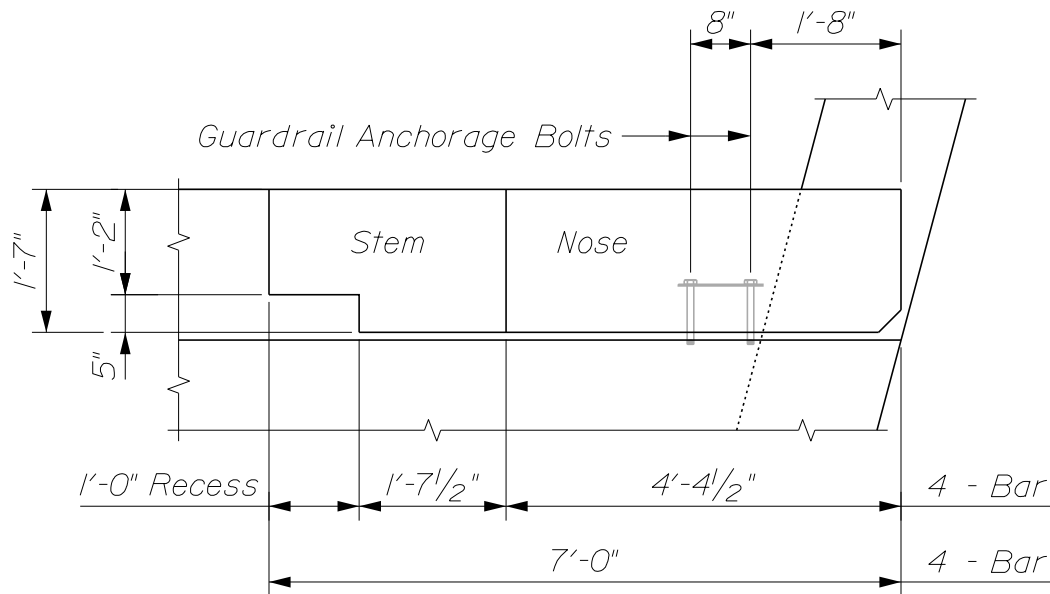 8" 1'-8"
Guardrail Anchorage Bolts
1'-7"
1'-2"
5"
Stem Nose
1'-0" Recess 1'-7 1/2" 4'-4 1/2" 4 - Bar
7'-0" 4 - Bar